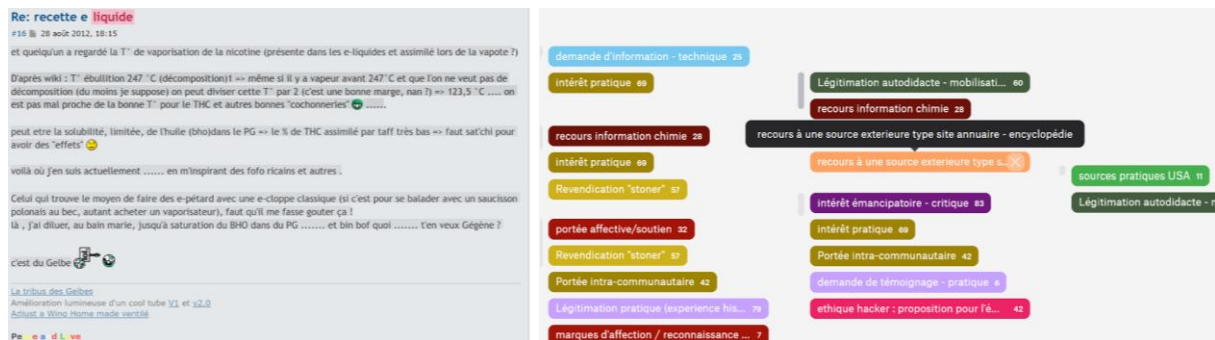 Re: recette e liquide
#16 28 août 2012, 18:15
et quelqu'un a regardé la T° de vaporisation de la nicotine (présente dans les e-liquides et assimilé lors de la vapote ?)
D'après wiki : T° ébullition 247 °C (décomposition)1 => même si il y a vapeur avant 247°C et que l'on ne veut pas de
décomposition (du moins je suppose) on peut diviser cette T° par 2 (c'est une bonne marge, nan ?) => 123,5 °C .... on
est pas mal proche de la bonne T° pour le THC et autres bonnes "cochonneries" ......
peut etre la solubilité, limitée, de l'huile (bho)dans le PG => le % de THC assimilé par taff très bas => faut sat'chi pour
avoir des "effets"
voilà où j'en suis actuellement ...... en m'inspirant des fofo ricains et autres .
Celui qui trouve le moyen de faire des e-pétard avec une e-cloppe classique (si c'est pour se balader avec un saucisson
polonais au bec, autant acheter un vaporisateur), faut qu'il me fasse gouter ça !
là , j'ai diluer, au bain marie, jusqu'à saturation du BHO dans du PG ....... et bin bof quoi ....... t'en veux Gégène ?
c'est du Gelbe
La tribus des Gelbes
Amélioration lumineuse d'un cool tube V1 et v2.0
Adjust a Wing Home made ventilé
demande d'information - technique 25
intérêt pratique 69
recours information chimie 28
intérêt pratique 69
Revendication "stoner" 57
portée affective/soutien 32
Revendication "stoner" 57
Portée intra-communautaire 42
Légitimation pratique (experience his... 79
marques d'affection / reconnaissance ... 7
Légitimation autodidacte - mobilisati... 60
recours information chimie 28
recours à une source exterieure type site annuaire - encyclopédie
recours à une source exterieure type s...
intérêt émancipatoire - critique 83
intérêt pratique 69
Portée intra-communautaire 42
demande de témoignage - pratique 6
ethique hacker : proposition pour l'é... 42
sources pratiques USA 11
Légitimation autodidacte -